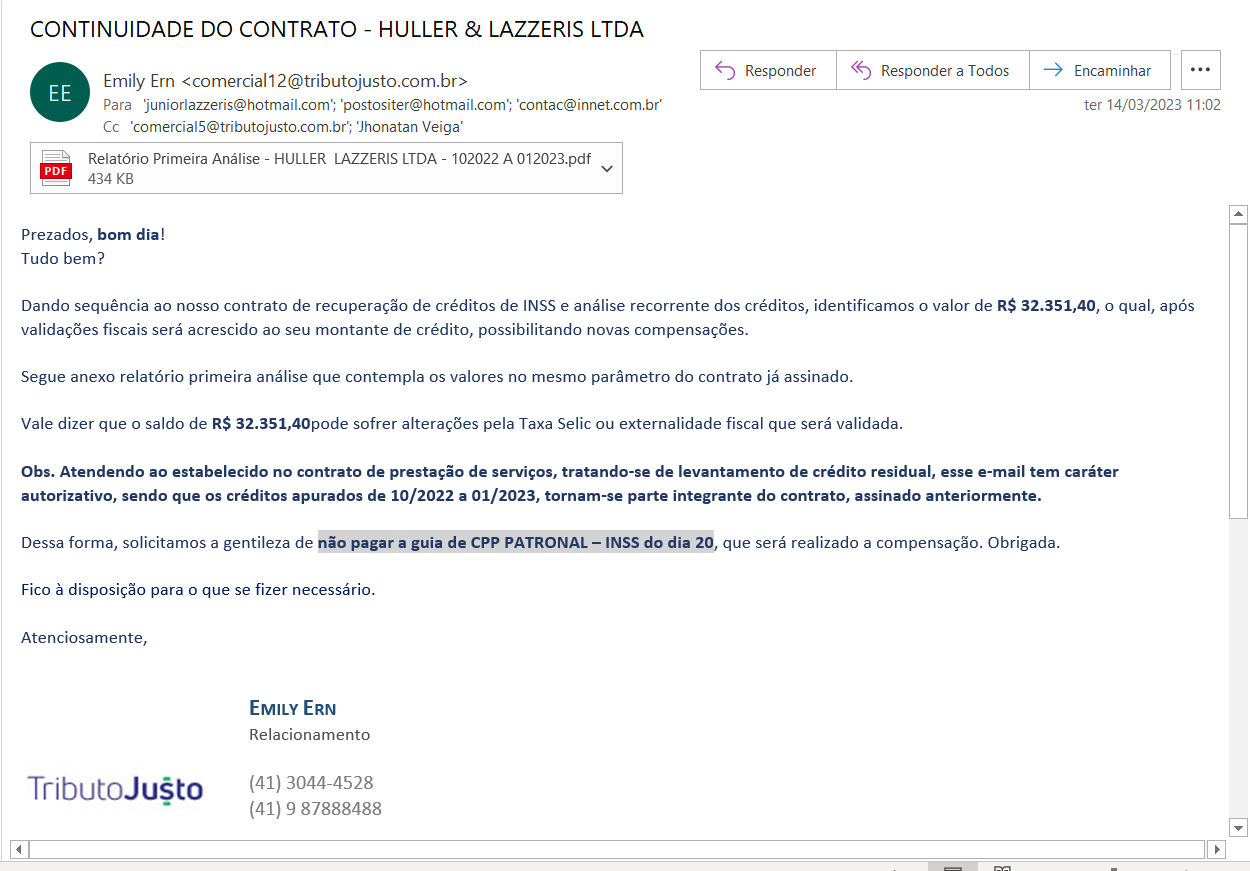 CONTINUIDADE DO CONTRATO - HULLER & LAZZERIS LTDA
EE
Emily Ern <comercial12@tributojusto.com.br>
Para 'juniorlazzeris@hotmail.com'; 'postositer@hotmail.com'; 'contac@innet.com.br'
Cc 'comercial5@tributojusto.com.br'; 'Jhonatan Veiga'
Responder
Responder a Todos
Encaminhar
ter 14/03/2023 11:02
PDF
Relatório Primeira Análise - HULLER LAZZERIS LTDA - 102022 A 012023.pdf
434 KB
Prezados, bom dia!
Tudo bem?
Dando sequência ao nosso contrato de recuperação de créditos de INSS e análise recorrente dos créditos, identificamos o valor de R$ 32.351,40, o qual, após
validações fiscais será acrescido ao seu montante de crédito, possibilitando novas compensações.
Segue anexo relatório primeira análise que contempla os valores no mesmo parâmetro do contrato já assinado.
Vale dizer que o saldo de R$ 32.351,40pode sofrer alterações pela Taxa Selic ou externalidade fiscal que será validada.
Obs. Atendendo ao estabelecido no contrato de prestação de serviços, tratando-se de levantamento de crédito residual, esse e-mail tem caráter
autorizativo, sendo que os créditos apurados de 10/2022 a 01/2023, tornam-se parte integrante do contrato, assinado anteriormente.
Dessa forma, solicitamos a gentileza de não pagar a guia de CPP PATRONAL – INSS do dia 20, que será realizado a compensação. Obrigada.
Fico à disposição para o que se fizer necessário.
Atenciosamente,
EMILY ERN
Relacionamento
TributoJusto
(41) 3044-4528
(41) 9 87888488